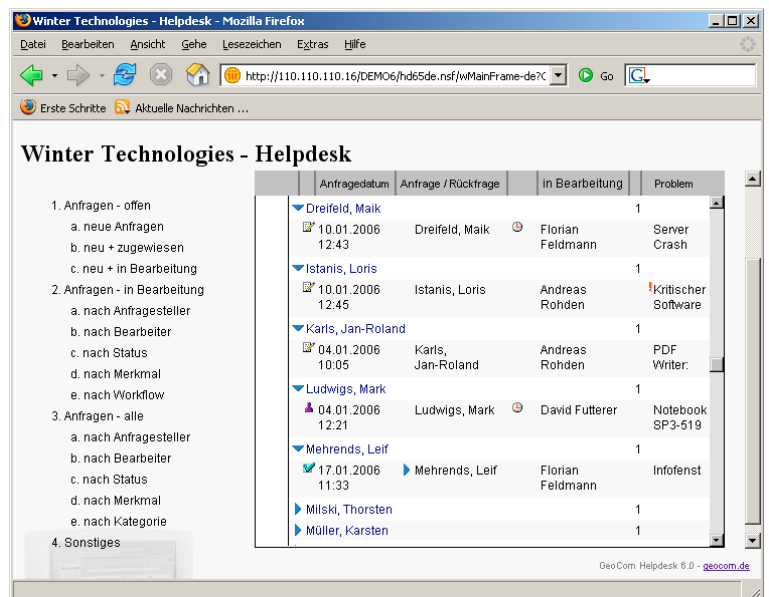 Winter Technologies - Helpdesk - Mozilla Firefox
Datei Bearbeiten Ansicht Gehe Lesezeichen Extras Hilfe
http://110.110.110.16/DEMO6/hd65de.nsf/wMainFrame-de?C Go G
Erste Schritte Aktuelle Nachrichten ...
Winter Technologies - Helpdesk
1. Anfragen - offen
a. neue Anfragen
b. neu + zugewiesen
c. neu + in Bearbeitung
2. Anfragen - in Bearbeitung
a. nach Anfragesteller
b. nach Bearbeiter
c. nach Status
d. nach Merkmal
e. nach Workflow
3. Anfragen - alle
a. nach Anfragesteller
b. nach Bearbeiter
c. nach Status
d. nach Merkmal
e. nach Kategorie
4. Sonstiges
Anfragedatum Anfrage / Rückfrage in Bearbeitung Problem
Dreifeld, Maik 1
10.01.2006 Dreifeld, Maik Florian Server
12:43 Feldmann Crash
Istanis, Loris 1
10.01.2006 Istanis, Loris Andreas !Kritischer
12:45 Rohden Software
Karls, Jan-Roland 1
04.01.2006 Karls, Andreas PDF
10:05 Jan-Roland Rohden Writer:
Ludwigs, Mark 1
04.01.2006 Ludwigs, Mark David Futterer Notebook
12:21 SP3-519
Mehrends, Leif 1
17.01.2006 Mehrends, Leif Florian Infofenst
11:33 Feldmann
Milski, Thorsten 1
Müller, Karsten 1
GeoCom Helpdesk 6.0 - geocom.de